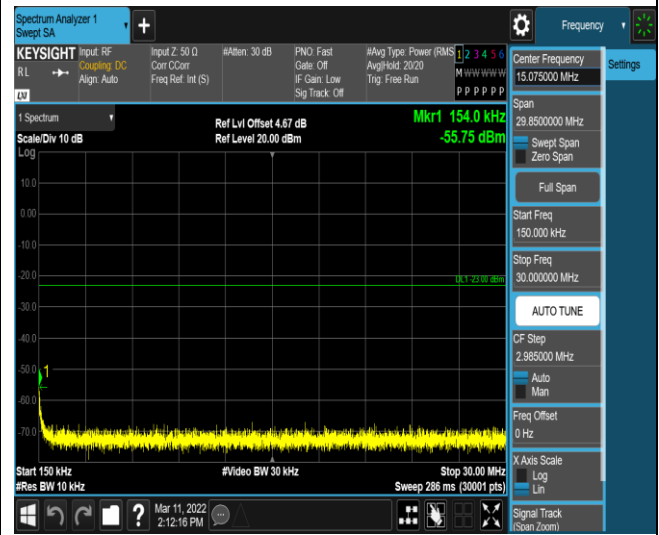 Spectrum Analyzer 1
Swept SA
+
Frequency
KEYSIGHT
RL
LXI
Input: RF
Coupling: DC
Align: Auto
Input Z: 50 Ω
Corr CCorr
Freq Ref: Int (S)
#Atten: 30 dB
PNO: Fast
Gate: Off
IF Gain: Low
Sig Track: Off
#Avg Type: Power (RMS
Avg|Hold: 20/20
Trig: Free Run
1 2 3 4 5 6
M W W W W W
P P P P P P
1 Spectrum
Scale/Div 10 dB
Log
Ref Lvl Offset 4.67 dB
Ref Level 20.00 dBm
Mkr1 154.0 kHz
-55.75 dBm
10.0
0.00
-10.0
-20.0
DL1 -23.00 dBm
-30.0
-40.0
-50.0
1
-60.0
-70.0
Start 150 kHz
#Res BW 10 kHz
#Video BW 30 kHz
Stop 30.00 MHz
Sweep 286 ms (30001 pts)
Center Frequency
15.075000 MHz
Settings
Span
29.8500000 MHz
Swept Span
Zero Span
Full Span
Start Freq
150.000 kHz
Stop Freq
30.000000 MHz
AUTO TUNE
CF Step
2.985000 MHz
Auto
Man
Freq Offset
0 Hz
X Axis Scale
Log
Lin
Signal Track
(Span Zoom)
?
Mar 11, 2022
2:12:16 PM